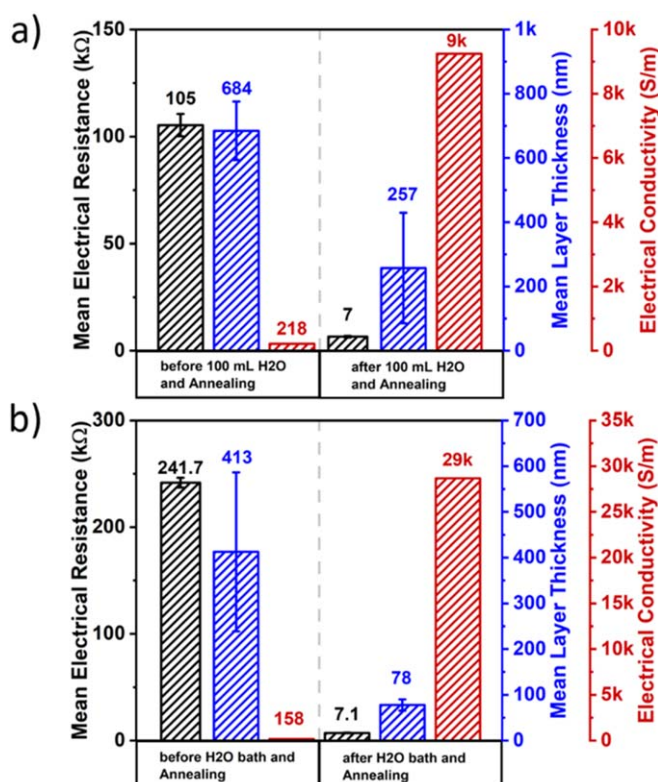 a)
Mean Electrical Resistance (kΩ)
150
100
50
0
105
684
218
7
257
9k
before 100 mL H2O
and Annealing
after 100 mL H2O
and Annealing
1k
800
600
400
200
0
Mean Layer Thickness (nm)
10k
8k
6k
4k
2k
0
Electrical Conductivity (S/m)
b)
Mean Electrical Resistance (kΩ)
300
200
100
0
241.7
413
158
7.1
78
29k
before H2O bath and
Annealing
after H2O bath and
Annealing
700
600
500
400
300
200
100
0
Mean Layer Thickness (nm)
35k
30k
25k
20k
15k
10k
5k
0
Electrical Conductivity (S/m)